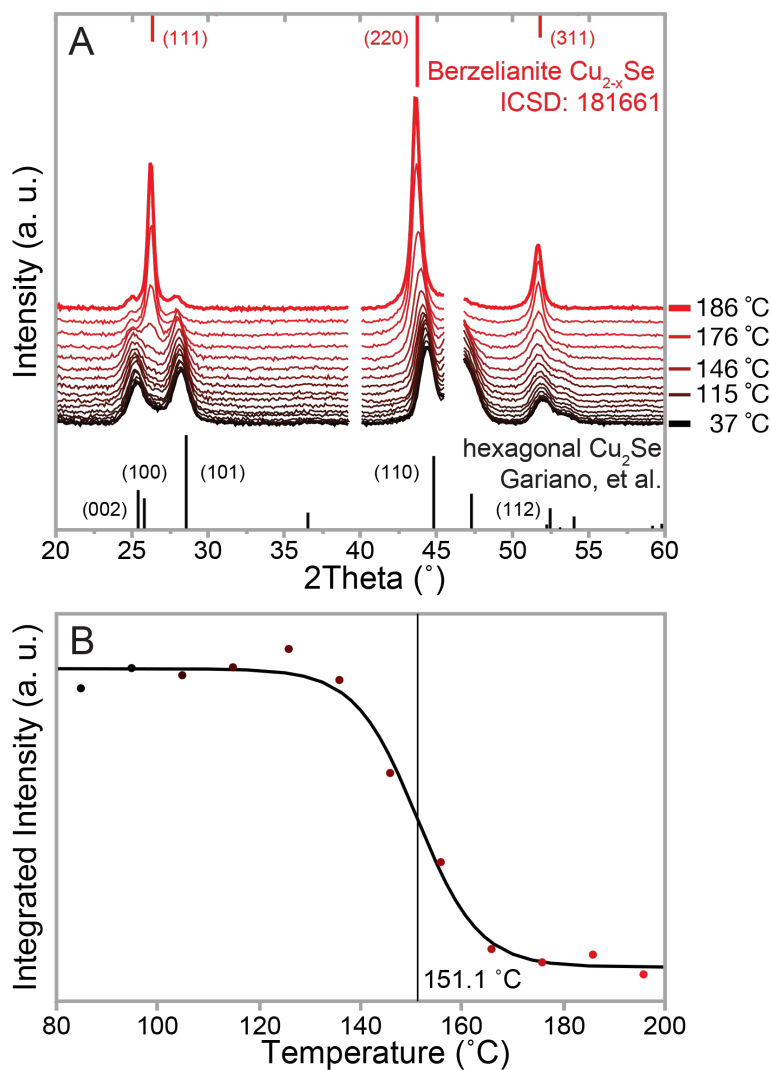 A
(111)
(220)
(311)
Berzelianite Cu2-xSe
ICSD: 181661
Intensity (a. u.)
186 ˚C
176 ˚C
146 ˚C
115 ˚C
37 ˚C
hexagonal Cu2Se
Gariano, et al.
(002)
(100)
(101)
(110)
(112)
20 25 30 35 40 45 50 55 60
2Theta (˚)
B
Integrated Intensity (a. u.)
151.1 ˚C
80 100 120 140 160 180 200
Temperature (˚C)